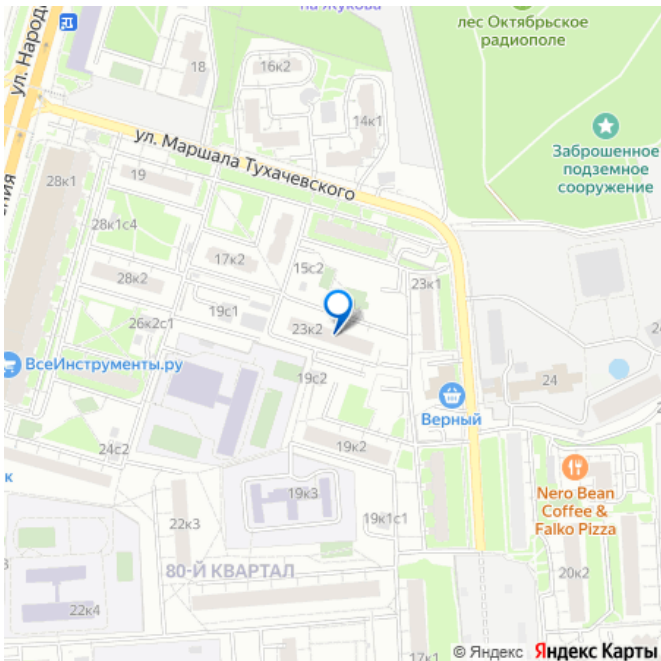 на Жукова
лес Октябрьское
радиополе
ул. Народ
18
16к2
14к1
ул. Маршала Тухачевского
Заброшенное
подземное
сооружение
28к1
19
ения
28к1с4
17к2
15с2
28к2
23к1
19с1
26к2с1
23к2
ВсеИнструменты.ру
19с2
24
Верный
24с2
19к2
к
Nero Bean
Coffee &
Falko Pizza
19к3
22к3
19к1с1
80-Й КВАРТАЛ
20к2
22к4
17к1
© Яндекс Яндекс Карты